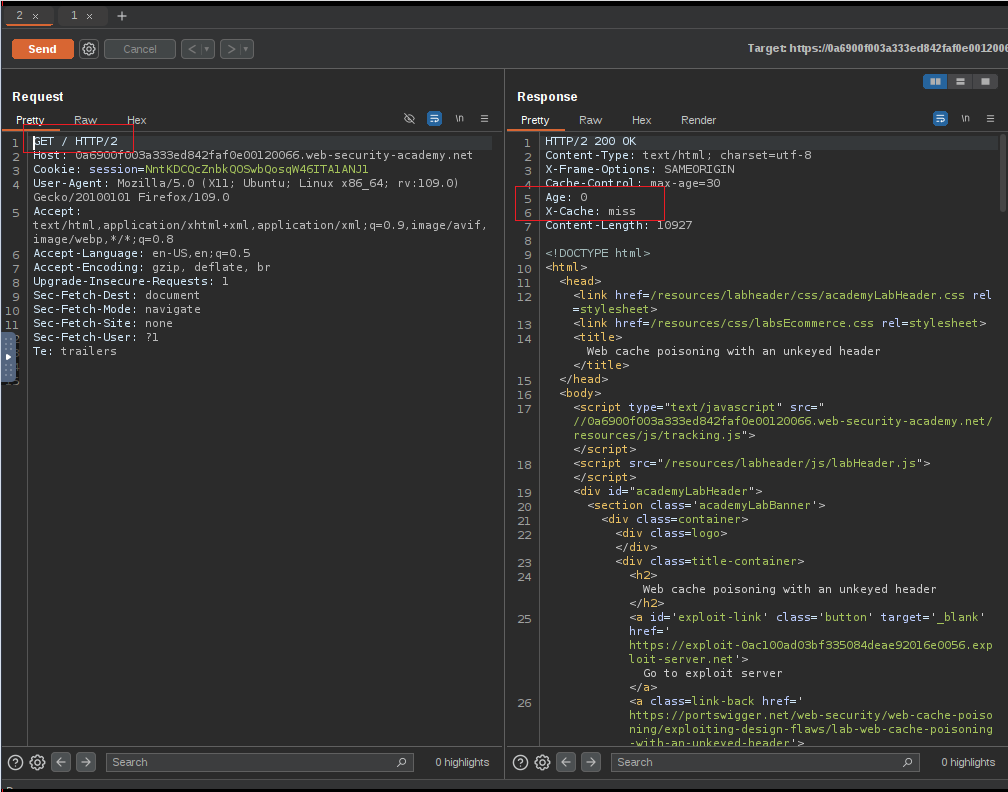 2 × 1 × +
Send Cancel < >
Target: https://0a6900f003a333ed842faf0e0012006
Request
Pretty Raw Hex \n
1 GET / HTTP/2
2 Host: 0a6900f003a333ed842faf0e00120066.web-security-academy.net
3 Cookie: session=NntKDCQcZnbkQOSwbQosqW46ITA1ANJ1
4 User-Agent: Mozilla/5.0 (X11; Ubuntu; Linux x86_64; rv:109.0)
Gecko/20100101 Firefox/109.0
5 Accept:
text/html,application/xhtml+xml,application/xml;q=0.9,image/avif,
image/webp,*/*;q=0.8
6 Accept-Language: en-US,en;q=0.5
7 Accept-Encoding: gzip, deflate, br
8 Upgrade-Insecure-Requests: 1
9 Sec-Fetch-Dest: document
10 Sec-Fetch-Mode: navigate
11 Sec-Fetch-Site: none
Sec-Fetch-User: ?1
Te: trailers
Search 0 highlights
Response
Pretty Raw Hex Render \n
1 HTTP/2 200 OK
2 Content-Type: text/html; charset=utf-8
3 X-Frame-Options: SAMEORIGIN
4 Cache-Control: max-age=30
5 Age: 0
6 X-Cache: miss
7 Content-Length: 10927
8
9 <!DOCTYPE html>
10 <html>
11 <head>
12 <link href=/resources/labheader/css/academyLabHeader.css rel
=stylesheet>
13 <link href=/resources/css/labsEcommerce.css rel=stylesheet>
14 <title>
Web cache poisoning with an unkeyed header
</title>
15 </head>
16 <body>
17 <script type="text/javascript" src="
//0a6900f003a333ed842faf0e00120066.web-security-academy.net/
resources/js/tracking.js">
</script>
18 <script src="/resources/labheader/js/labHeader.js">
</script>
19 <div id="academyLabHeader">
20 <section class='academyLabBanner'>
21 <div class=container>
22 <div class=logo>
</div>
23 <div class=title-container>
24 <h2>
Web cache poisoning with an unkeyed header
</h2>
25 <a id='exploit-link' class='button' target='_blank'
href='
https://exploit-0ac100ad03bf335084deae92016e0056.exp
loit-server.net'>
Go to exploit server
</a>
26 <a class=link-back href='
https://portswigger.net/web-security/web-cache-poiso
ning/exploiting-design-flaws/lab-web-cache-poisoning
-with-an-unkeyed-header'>
Search 0 highlights